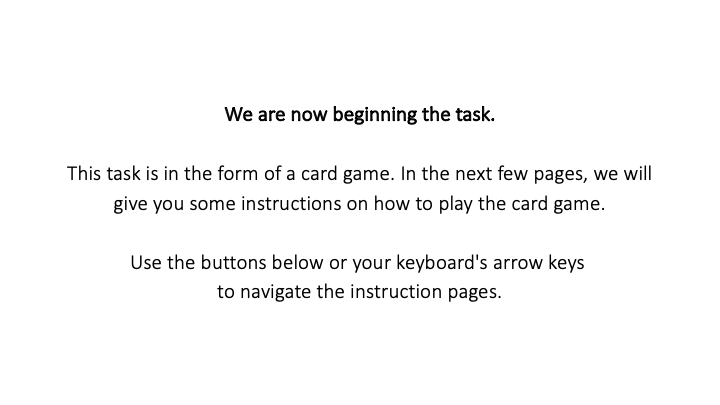 We are now beginning the task.
This task is in the form of a card game. In the next few pages, we will
give you some instructions on how to play the card game.
Use the buttons below or your keyboard's arrow keys
to navigate the instruction pages.